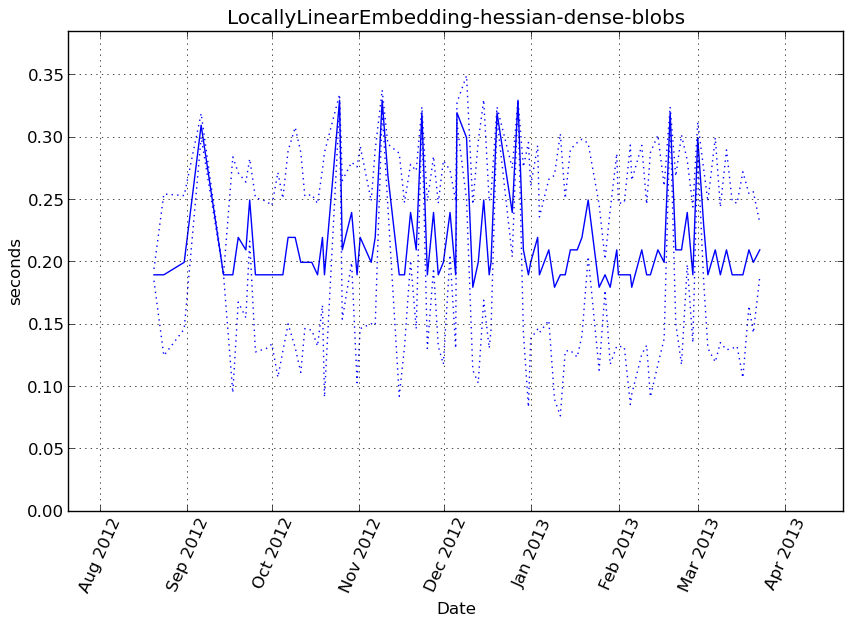 LocallyLinearEmbedding-hessian-dense-blobs
0.35
0.30
0.25
0.20
0.15
0.10
0.05
0.00
seconds
Aug 2012
Sep 2012
Oct 2012
Nov 2012
Dec 2012
Jan 2013
Feb 2013
Mar 2013
Apr 2013
Date